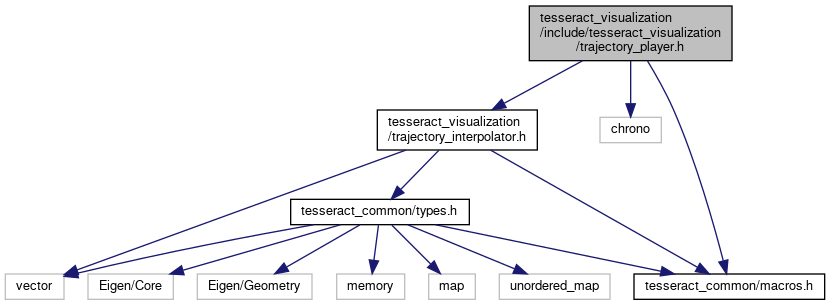 tesseract_visualization
/include/tesseract_visualization
/trajectory_player.h
tesseract_visualization
/trajectory_interpolator.h
chrono
tesseract_common/types.h
vector
Eigen/Core
Eigen/Geometry
memory
map
unordered_map
tesseract_common/macros.h